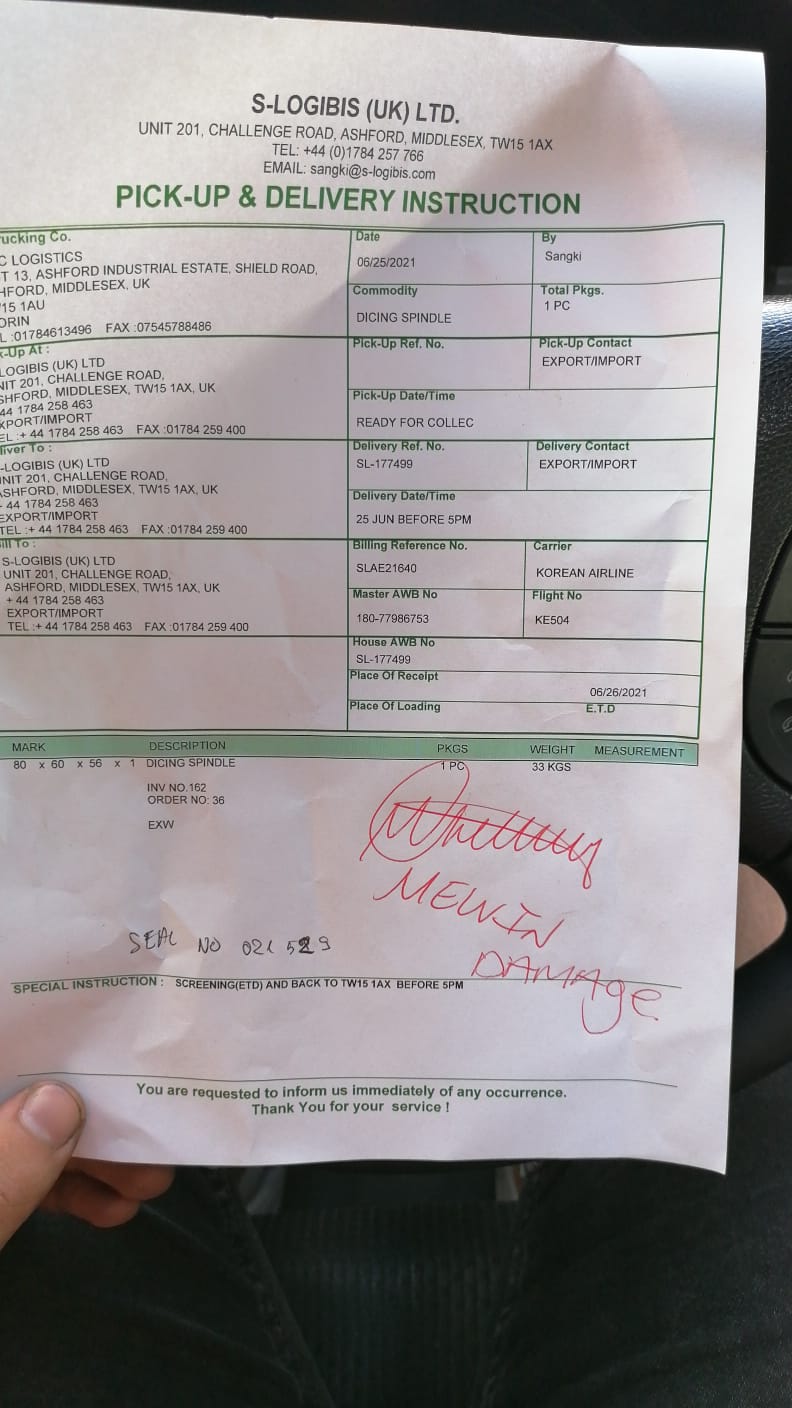 S-LOGIBIS (UK) LTD.
UNIT 201, CHALLENGE ROAD, ASHFORD, MIDDLESEX, TW15 1AX
TEL: +44 (0)1784 257 766
EMAIL: sangki@s-logibis.com
PICK-UP & DELIVERY INSTRUCTION
ucking Co.
C LOGISTICS
T 13, ASHFORD INDUSTRIAL ESTATE, SHIELD ROAD,
HFORD, MIDDLESEX, UK
15 1AU
ORIN
L :01784613496 FAX :07545788486
Date
06/25/2021
By
Sangki
Commodity
DICING SPINDLE
Total Pkgs.
1 PC
k-Up At :
LOGIBIS (UK) LTD
NIT 201, CHALLENGE ROAD,
SHFORD, MIDDLESEX, TW15 1AX, UK
44 1784 258 463
XPORT/IMPORT
EL :+ 44 1784 258 463 FAX :01784 259 400
Pick-Up Ref. No.
Pick-Up Contact
EXPORT/IMPORT
Pick-Up Date/Time
READY FOR COLLEC
liver To :
-LOGIBIS (UK) LTD
UNIT 201, CHALLENGE ROAD,
ASHFORD, MIDDLESEX, TW15 1AX, UK
+ 44 1784 258 463
EXPORT/IMPORT
TEL :+ 44 1784 258 463 FAX :01784 259 400
Delivery Ref. No.
SL-177499
Delivery Contact
EXPORT/IMPORT
Delivery Date/Time
25 JUN BEFORE 5PM
ill To :
S-LOGIBIS (UK) LTD
UNIT 201, CHALLENGE ROAD,
ASHFORD, MIDDLESEX, TW15 1AX, UK
+ 44 1784 258 463
EXPORT/IMPORT
TEL :+ 44 1784 258 463 FAX :01784 259 400
Billing Reference No.
SLAE21640
Carrier
KOREAN AIRLINE
Master AWB No
180-77986753
Flight No
KE504
House AWB No
SL-177499
Place Of Receipt
06/26/2021
Place Of Loading
E.T.D
MARK DESCRIPTION PKGS WEIGHT MEASUREMENT
80 x 60 x 56 x 1 DICING SPINDLE 1 PC 33 KGS
INV NO.162
ORDER NO: 36
EXW
MEWIN
DAMAge
SEAL NO 021529
SPECIAL INSTRUCTION : SCREENING(ETD) AND BACK TO TW15 1AX BEFORE 5PM
You are requested to inform us immediately of any occurrence.
Thank You for your service !